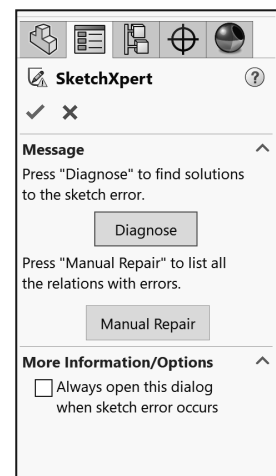 SketchXpert
?
Message
Press "Diagnose" to find solutions
to the sketch error.
Diagnose
Press "Manual Repair" to list all
the relations with errors.
Manual Repair
More Information/Options
Always open this dialog
when sketch error occurs